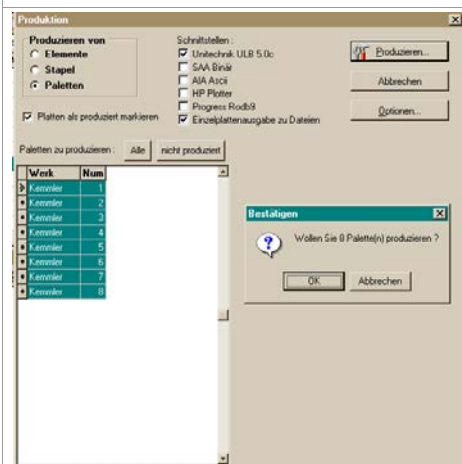 Produktion
Produzieren von
Elemente
Stapel
Paletten
Platten als produziert markieren
Schnittstellen :
Unitechnik ULB 5.0c
SAA Binär
AIA Ascii
HP Plotter
Progress Rodb9
Einzelplattenausgabe zu Dateien
Produzieren...
Abbrechen
Optionen...
Paletten zu produzieren :
Alle
nicht produziert
Werk Num
Kemmler 1
Kemmler 2
Kemmler 3
Kemmler 4
Kemmler 5
Kemmler 6
Kemmler 7
Kemmler 8
Bestätigen
Wollen Sie 8 Palette(n) produzieren ?
OK
Abbrechen